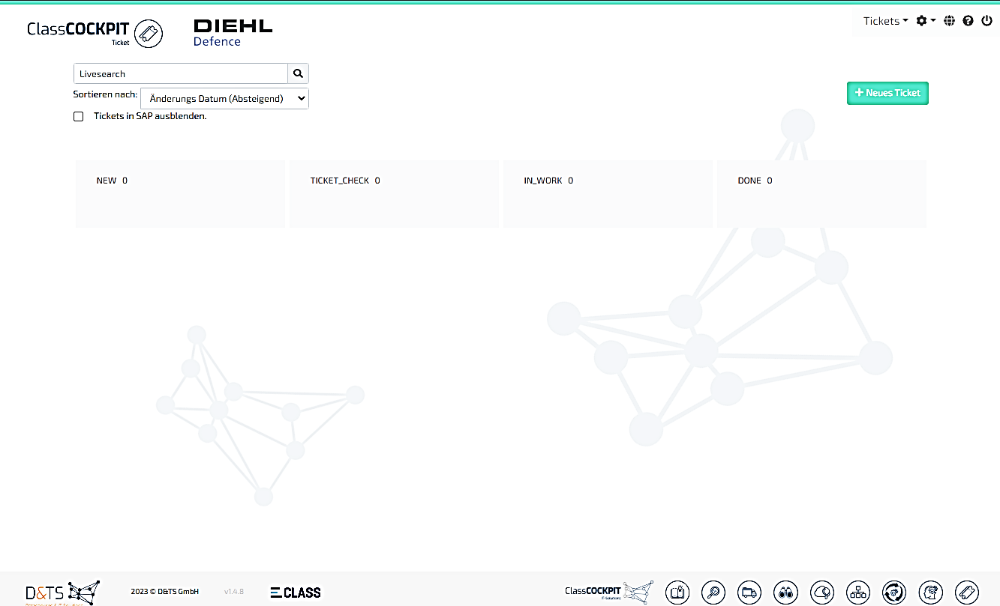 ClassCOCKPIT
Ticket
DIEHL
Defence
Tickets
Livesearch
Sortieren nach: Änderungs Datum (Absteigend)
+ Neues Ticket
Tickets in SAP ausblenden.
NEW 0
TICKET_CHECK 0
IN_WORK 0
DONE 0
D&TS
2023 © D&TS GmbH
v1.4.8
ECLASS
ClassCOCKPIT